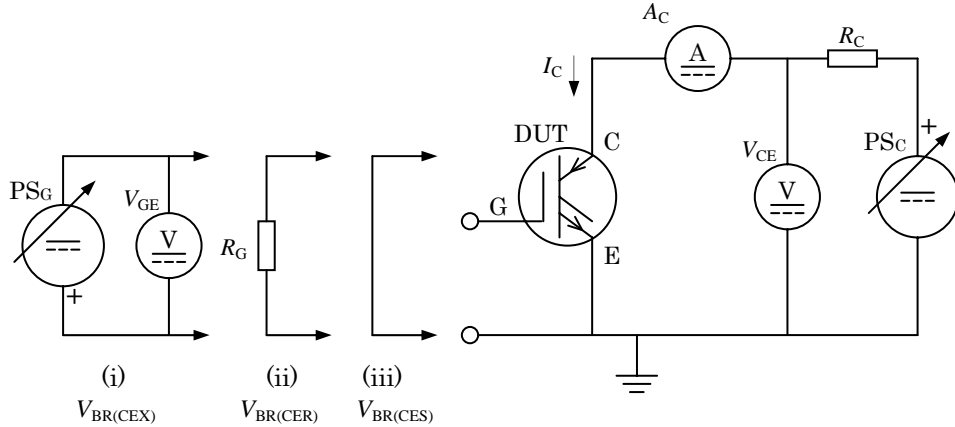 A_C
R_C
I_C
A
DUT
C
+
PS_G
V_GE
V_CE
PS_C
V
V
G
R_G
E
+
(i)
(ii)
(iii)
V_BR(CEX)
V_BR(CER)
V_BR(CES)